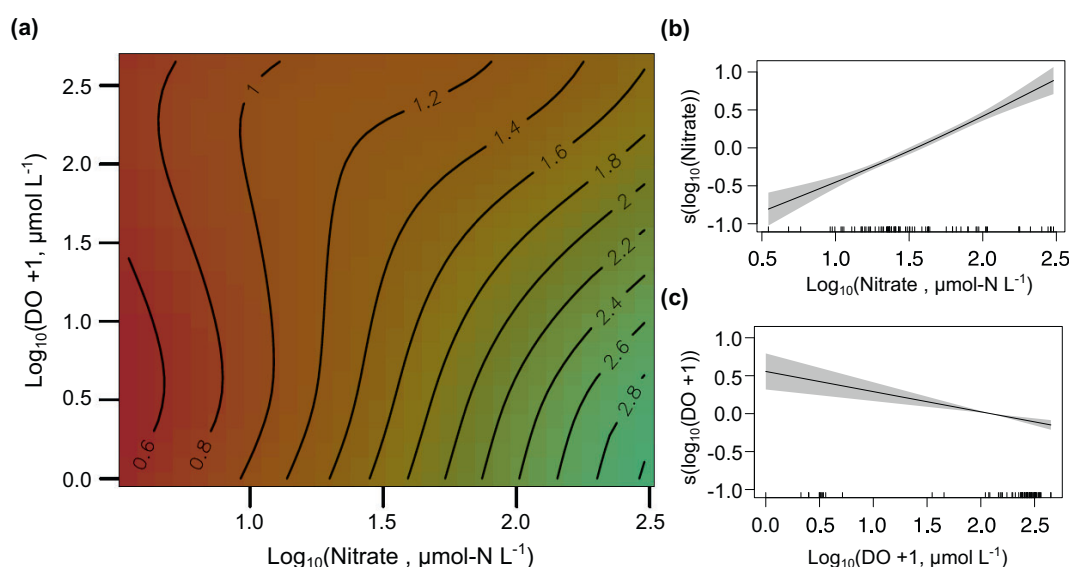 (a)
Log₁₀(DO +1, µmol L⁻¹)
2.5
2.0
1.5
1.0
0.5
0.0
0.6
0.8
1
1.2
1.4
1.6
1.8
2
2.2
2.4
2.6
2.8
1.0 1.5 2.0 2.5
Log₁₀(Nitrate , µmol-N L⁻¹)
(b)
s(log₁₀(Nitrate))
1.0
0.5
0.0
-0.5
-1.0
0.5 1.0 1.5 2.0 2.5
Log₁₀(Nitrate , µmol-N L⁻¹)
(c)
s(log₁₀(DO +1))
1.0
0.5
0.0
-0.5
-1.0
0.0 0.5 1.0 1.5 2.0 2.5
Log₁₀(DO +1, µmol L⁻¹)